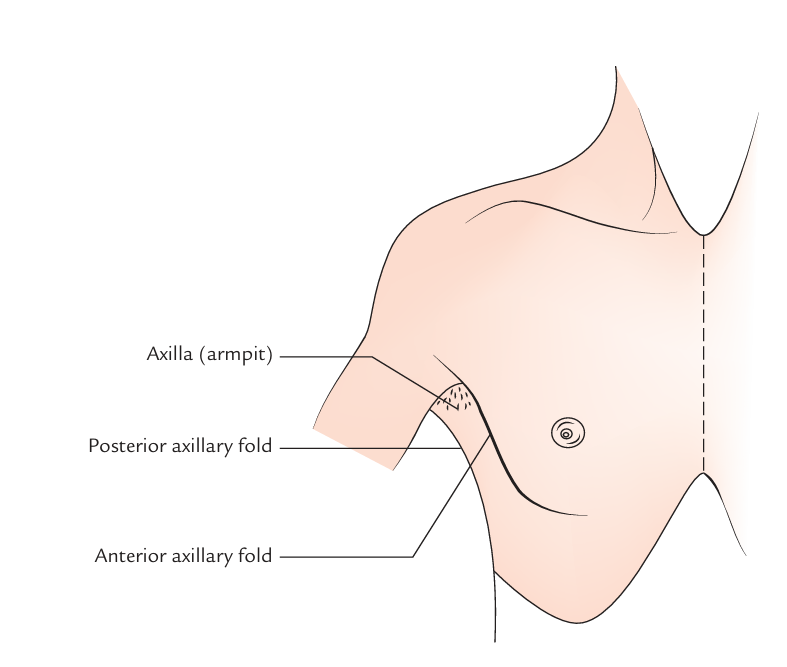 Axilla (armpit)
Posterior axillary fold
Anterior axillary fold